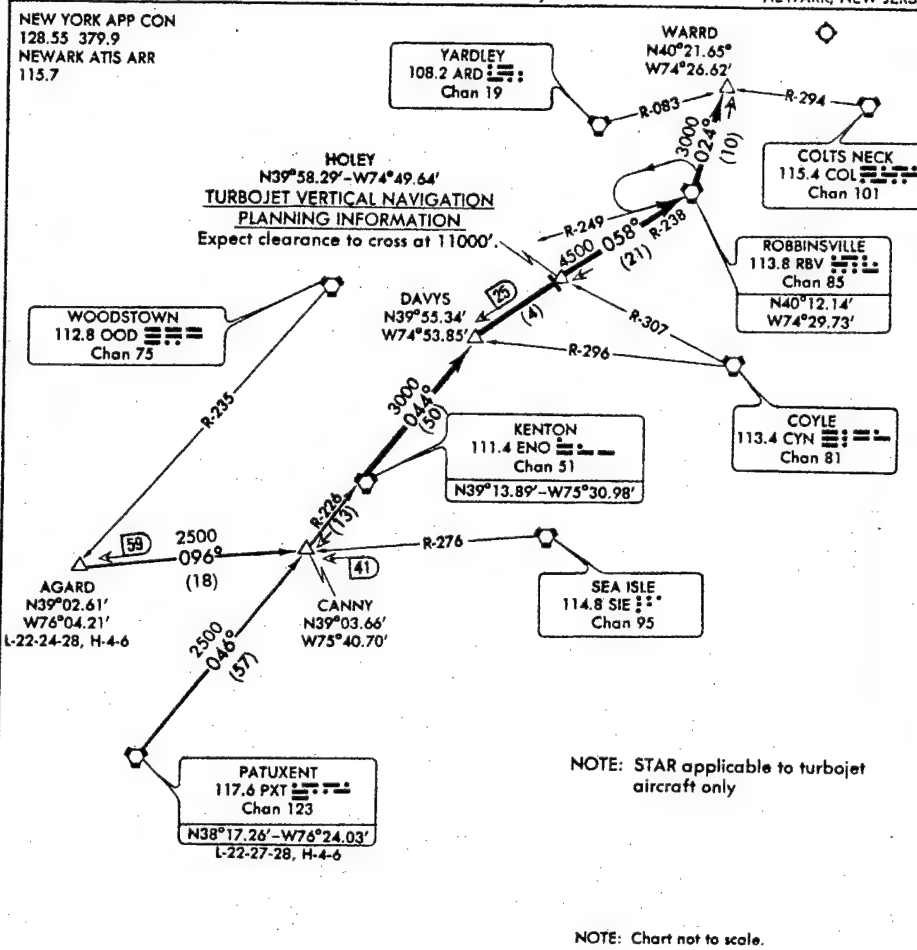 NEW YORK APP CON
128.55 379.9
NEWARK ATIS ARR
115.7
WARRD
N40°21.65°
W74°26.62'
YARDLEY
108.2 ARD
Chan 19
R-083
R-294
3000
024°
(10)
COLTS NECK
115.4 COL
Chan 101
HOLEY
N39°58.29'-W74°49.64'
TURBOJET VERTICAL NAVIGATION
PLANNING INFORMATION
Expect clearance to cross at 11000'.
R-249
4500
058°
R-238
(21)
ROBBINSVILLE
113.8 RBV
Chan 85
N40°12.14'
W74°29.73'
WOODSTOWN
112.8 OOD
Chan 75
DAVYS
N39°55.34'
W74°53.85'
25
(4)
R-307
R-296
R-235
3000
044°
(50)
COYLE
113.4 CYN
Chan 81
KENTON
111.4 ENO
Chan 51
N39°13.89'-W75°30.98'
R-226
(13)
59
2500
096°
(18)
R-276
41
AGARD
N39°02.61'
W76°04.21'
L-22-24-28, H-4-6
CANNY
N39°03.66'
W75°40.70'
SEA ISLE
114.8 SIE
Chan 95
2500
046°
(57)
PATUXENT
117.6 PXT
Chan 123
N38°17.26'-W76°24.03'
L-22-27-28, H-4-6
NOTE: STAR applicable to turbojet
aircraft only
NOTE: Chart not to scale.